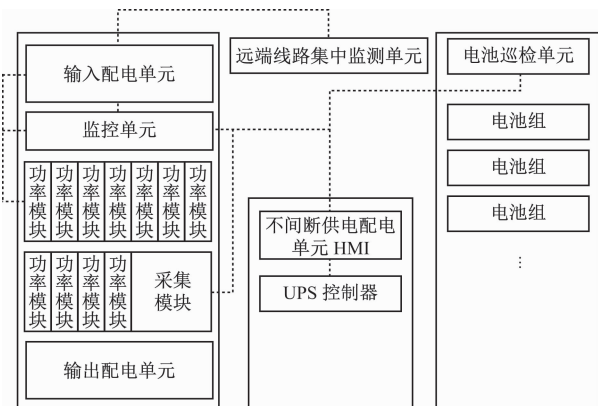 输入配电单元
监控单元
功率模块
功率模块
功率模块
功率模块
功率模块
功率模块
功率模块
功率模块
功率模块
功率模块
功率模块
采集
模块
输出配电单元
远端线路集中监测单元
不间断供电配电
单元 HMI
UPS 控制器
电池巡检单元
电池组
电池组
电池组
⋮